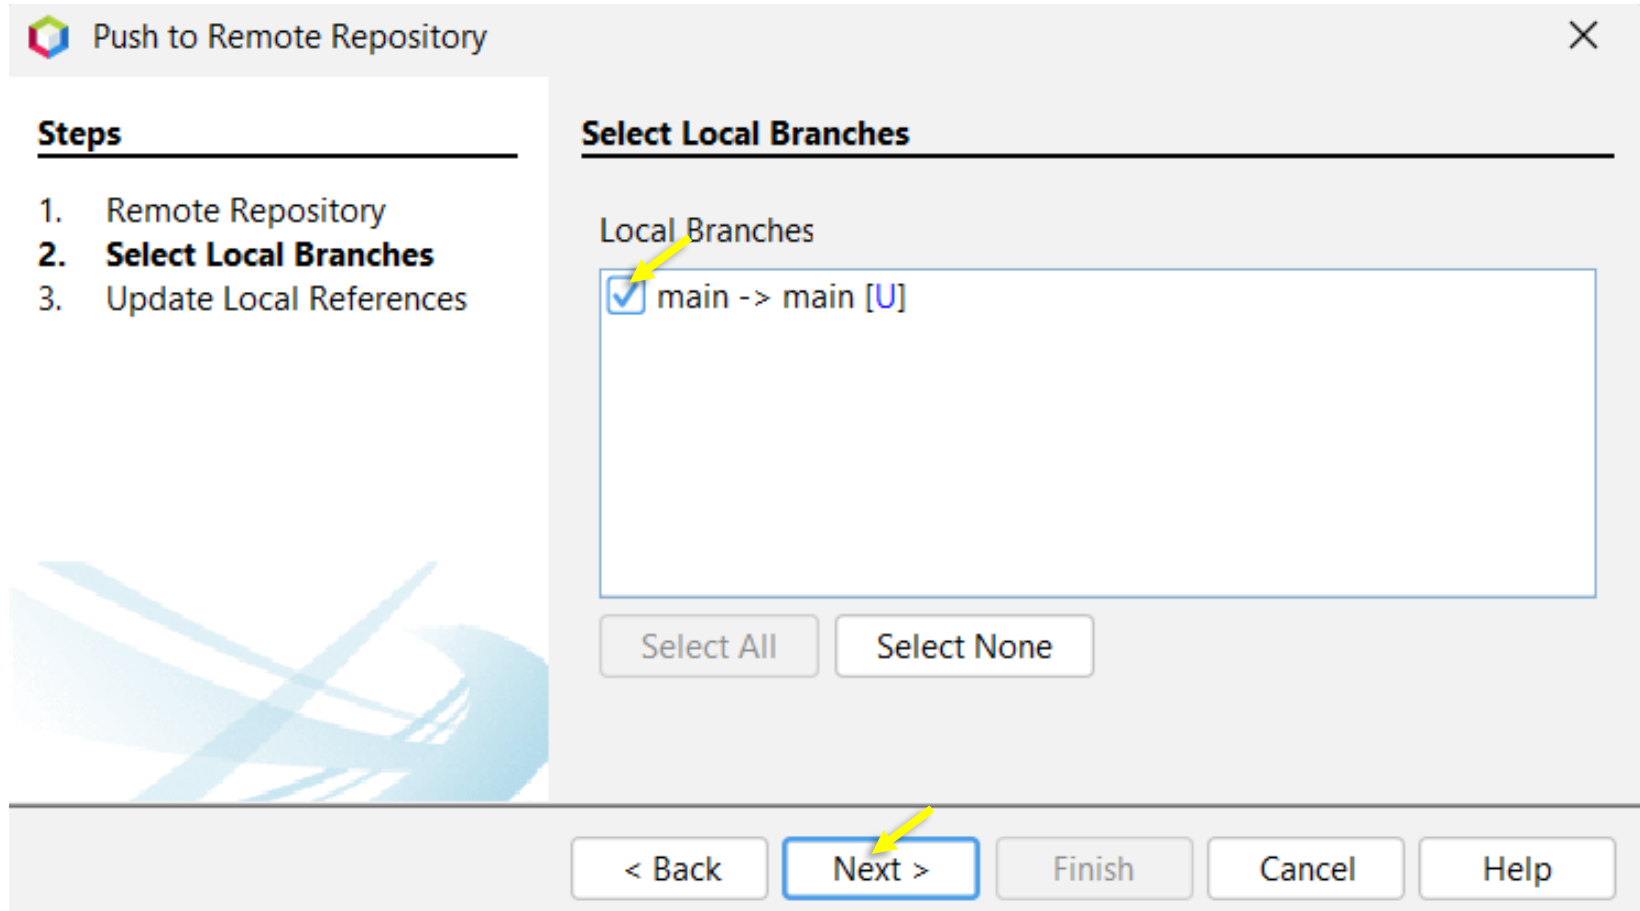 Push to Remote Repository
Steps
1. Remote Repository
2. Select Local Branches
3. Update Local References
Select Local Branches
Local Branches
main -> main [U]
Select All
Select None
< Back
Next >
Finish
Cancel
Help